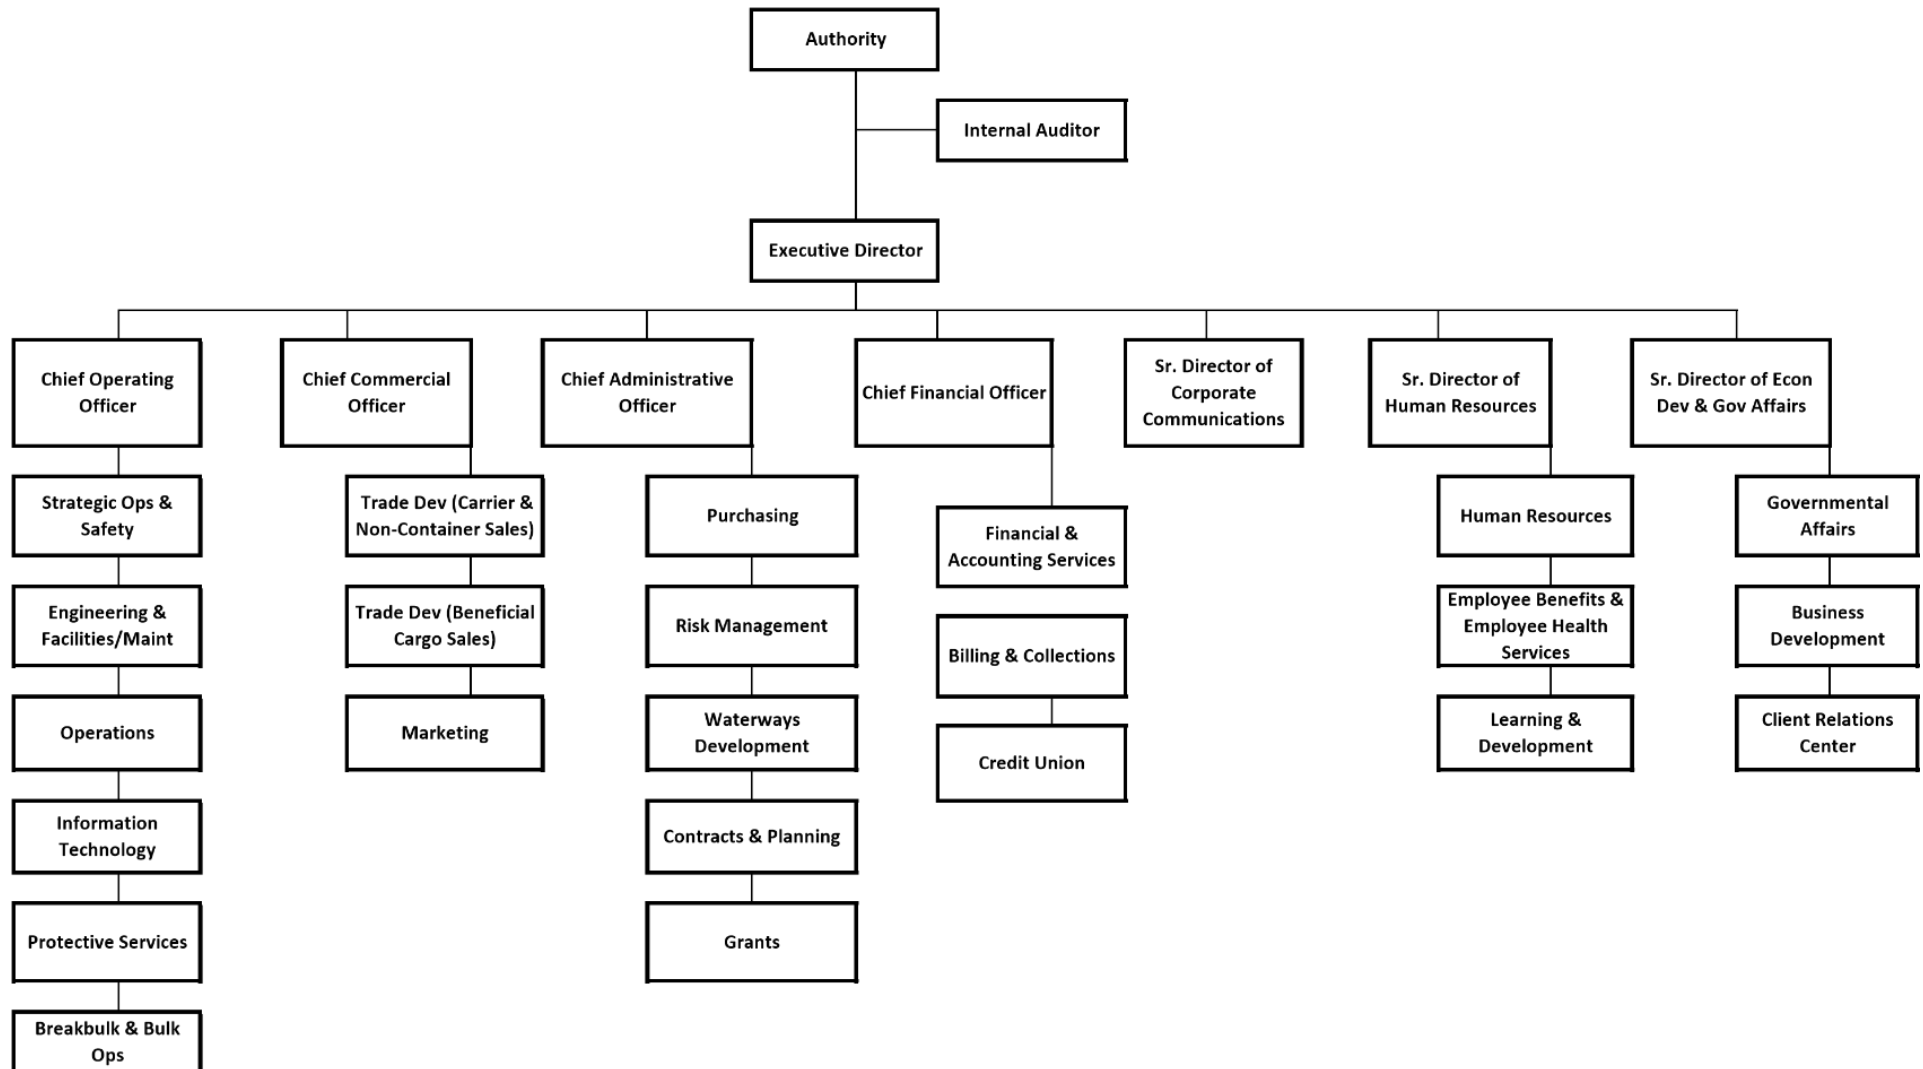 Authority
Internal Auditor
Executive Director
Chief Operating
Officer
Chief Commercial
Officer
Chief Administrative
Officer
Chief Financial Officer
Sr. Director of
Corporate
Communications
Sr. Director of
Human Resources
Sr. Director of Econ
Dev & Gov Affairs
Strategic Ops &
Safety
Engineering &
Facilities/Maint
Operations
Information
Technology
Protective Services
Breakbulk & Bulk
Ops
Trade Dev (Carrier &
Non-Container Sales)
Trade Dev (Beneficial
Cargo Sales)
Marketing
Purchasing
Risk Management
Waterways
Development
Contracts & Planning
Grants
Financial &
Accounting Services
Billing & Collections
Credit Union
Human Resources
Employee Benefits &
Employee Health
Services
Learning &
Development
Governmental
Affairs
Business
Development
Client Relations
Center